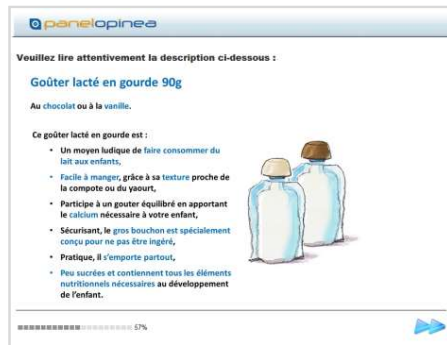 panelopinea
Veuillez lire attentivement la description ci-dessous :
Goûter lacté en gourde 90g
Au chocolat ou à la vanille.
Ce goûter lacté en gourde est :
• Un moyen ludique de faire consommer du
lait aux enfants,
• Facile à manger, grâce à sa texture proche de
la compote ou du yaourt,
• Participe à un gouter équilibré en apportant
le calcium nécessaire à votre enfant,
• Sécurisant, le gros bouchon est spécialement
conçu pour ne pas être ingéré,
• Pratique, il s'emporte partout,
• Peu sucrées et contiennent tous les éléments
nutritionnels nécessaires au développement
de l'enfant.
57%